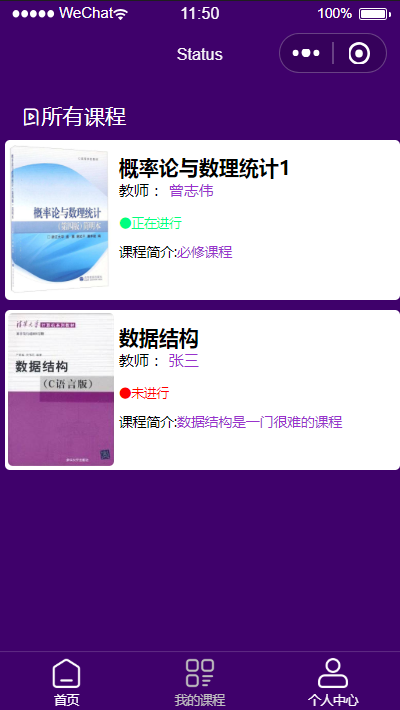 WeChat 11:50 100%
Status
所有课程
概率论与数理统计1
教师： 曾志伟
正在进行
课程简介:必修课程
概率论与数理统计
数据结构
教师： 张三
未进行
课程简介:数据结构是一门很难的课程
数据结构
（C语言版）
首页 我的课程 个人中心